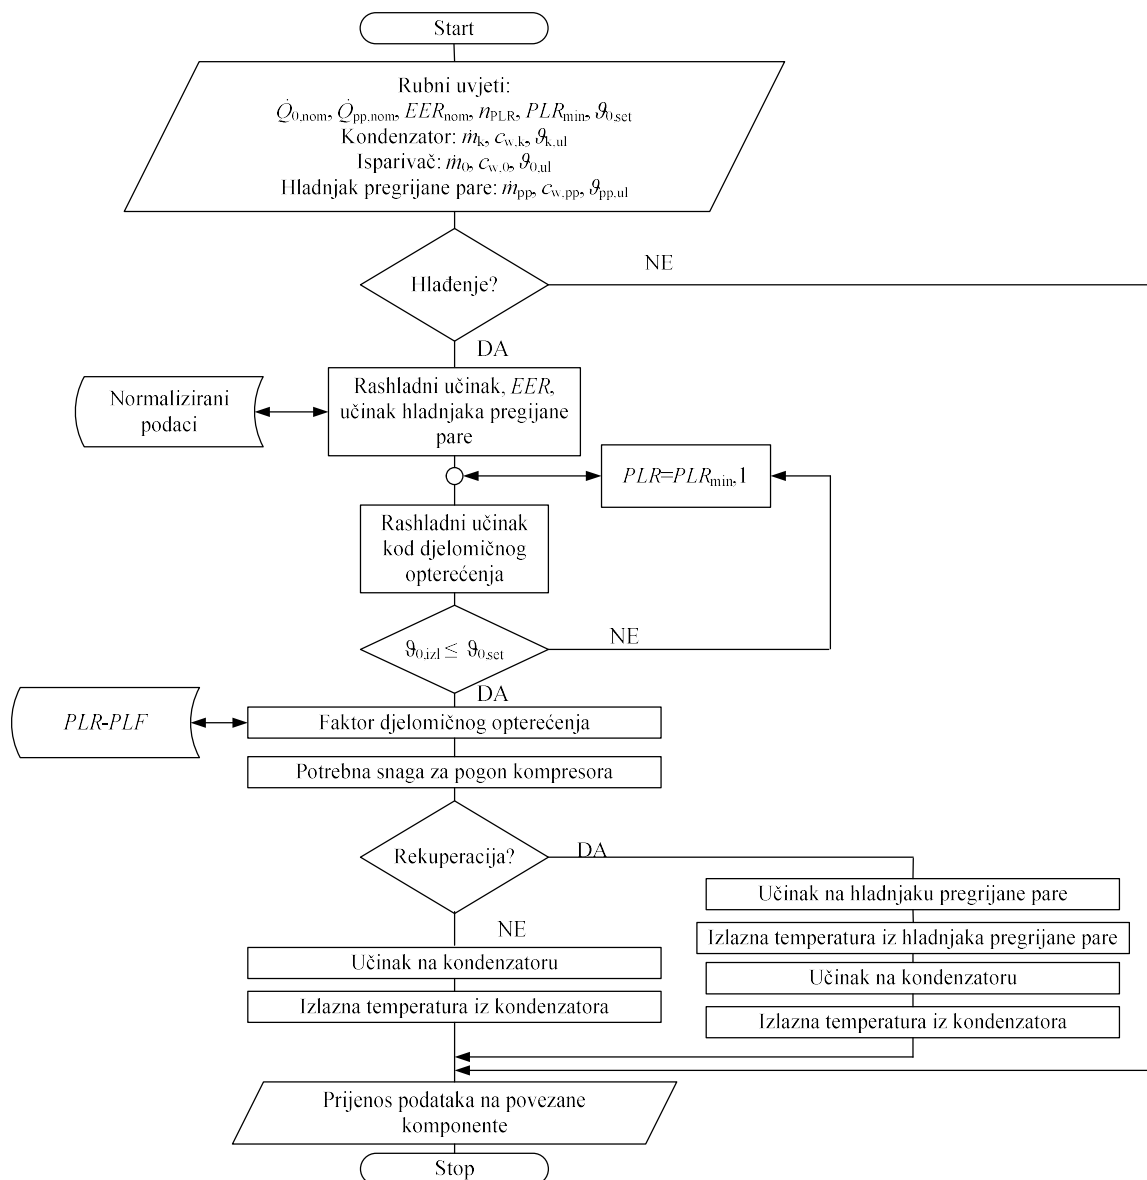 Start
Rubni uvjeti:
Q̇0.nom, Q̇pp.nom, EERnom, nPLR, PLRmin, ϑ0.set
Kondenzator: ṁk, cw.k, ϑk.ul
Isparivač: ṁ0, cw.0, ϑ0.ul
Hladnjak pregrijane pare: ṁpp, cw.pp, ϑpp.ul
Hlađenje?
NE
DA
Normalizirani
podaci
Rashladni učinak, EER,
učinak hladnjaka pregijane
pare
PLR=PLRmin,1
Rashladni učinak
kod djelomičnog
opterećenja
ϑ0.izl ≤ ϑ0.set
NE
DA
PLR-PLF
Faktor djelomičnog opterećenja
Potrebna snaga za pogon kompresora
Rekuperacija?
DA
NE
Učinak na hladnjaku pregrijane pare
Izlazna temperatura iz hladnjaka pregrijane pare
Učinak na kondenzatoru
Izlazna temperatura iz kondenzatora
Učinak na kondenzatoru
Izlazna temperatura iz kondenzatora
Prijenos podataka na povezane
komponente
Stop